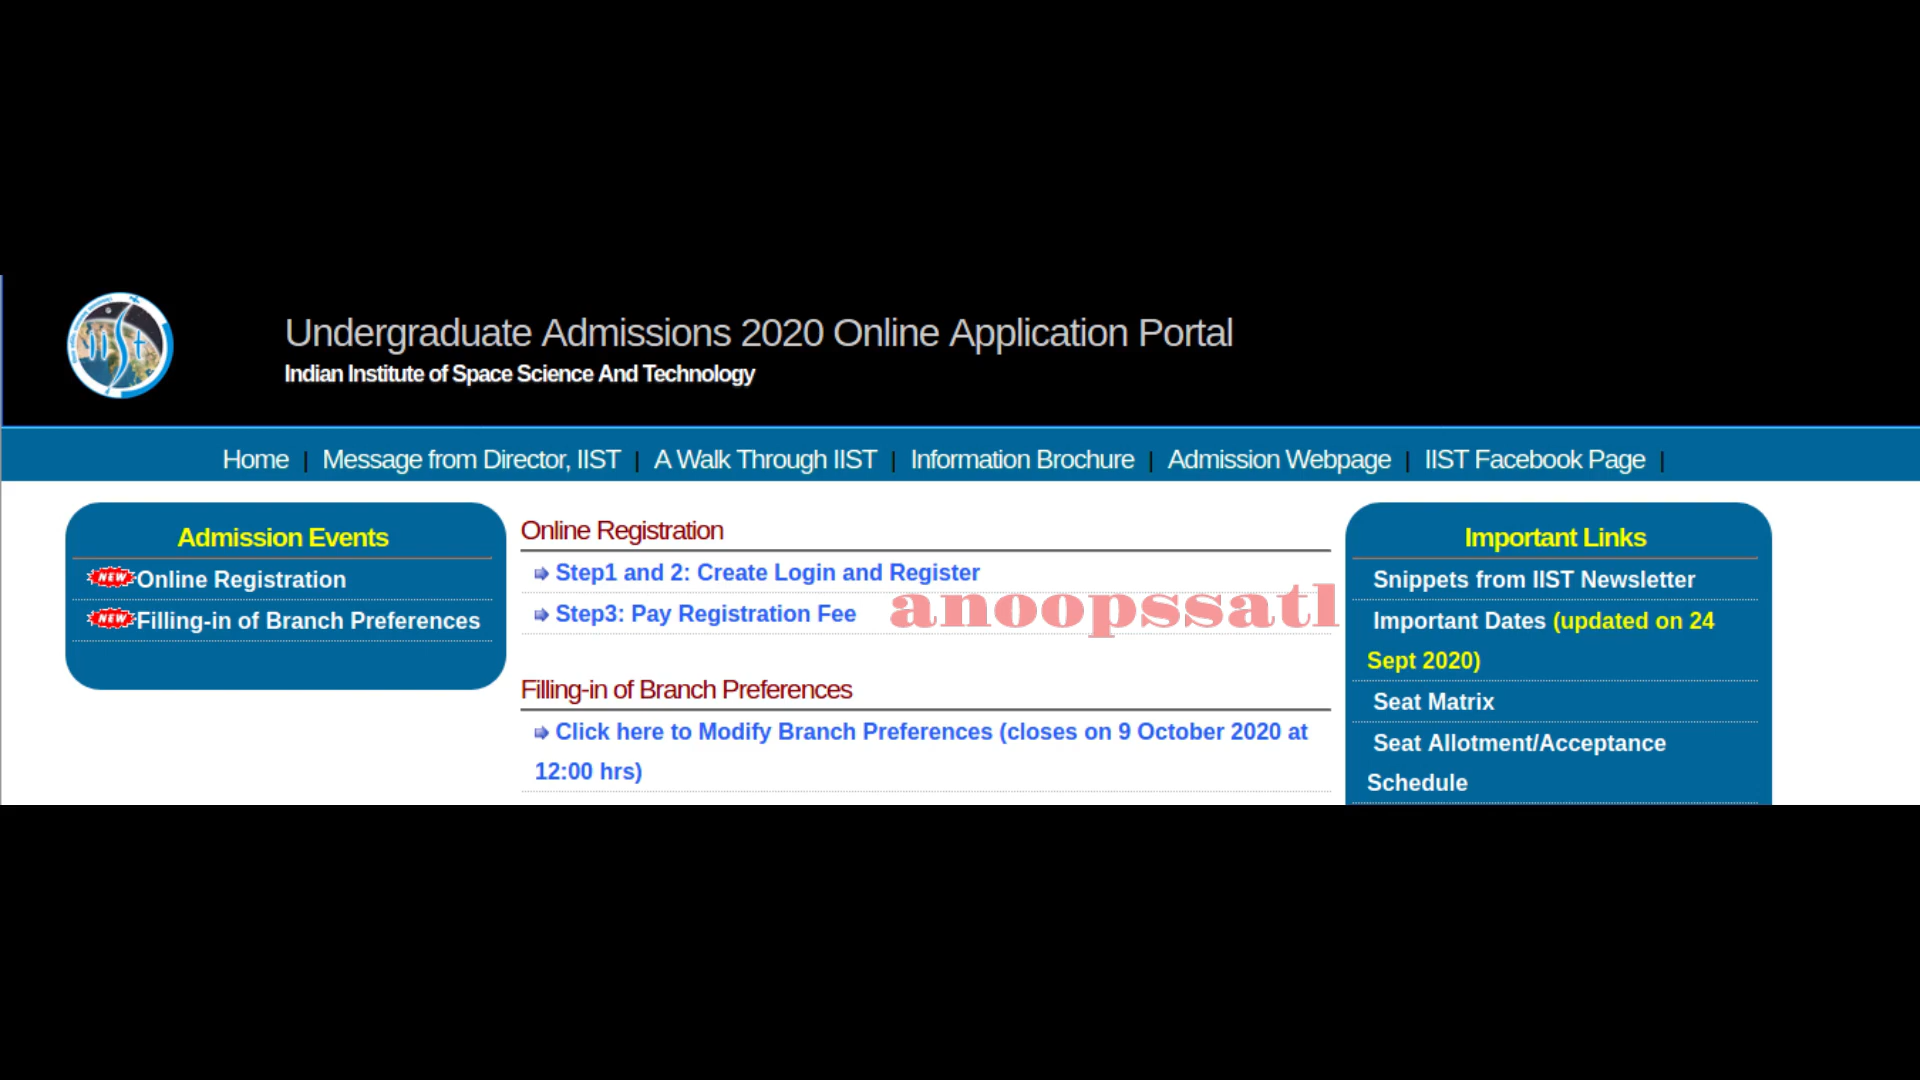 iist
Undergraduate Admissions 2020 Online Application Portal
Indian Institute of Space Science And Technology
Home | Message from Director, IIST | A Walk Through IIST | Information Brochure | Admission Webpage | IIST Facebook Page |
Admission Events
NEW Online Registration
NEW Filling-in of Branch Preferences
Online Registration
Step1 and 2: Create Login and Register
Step3: Pay Registration Fee
anoopssatl
Filling-in of Branch Preferences
Click here to Modify Branch Preferences (closes on 9 October 2020 at
12:00 hrs)
Important Links
Snippets from IIST Newsletter
Important Dates (updated on 24
Sept 2020)
Seat Matrix
Seat Allotment/Acceptance
Schedule